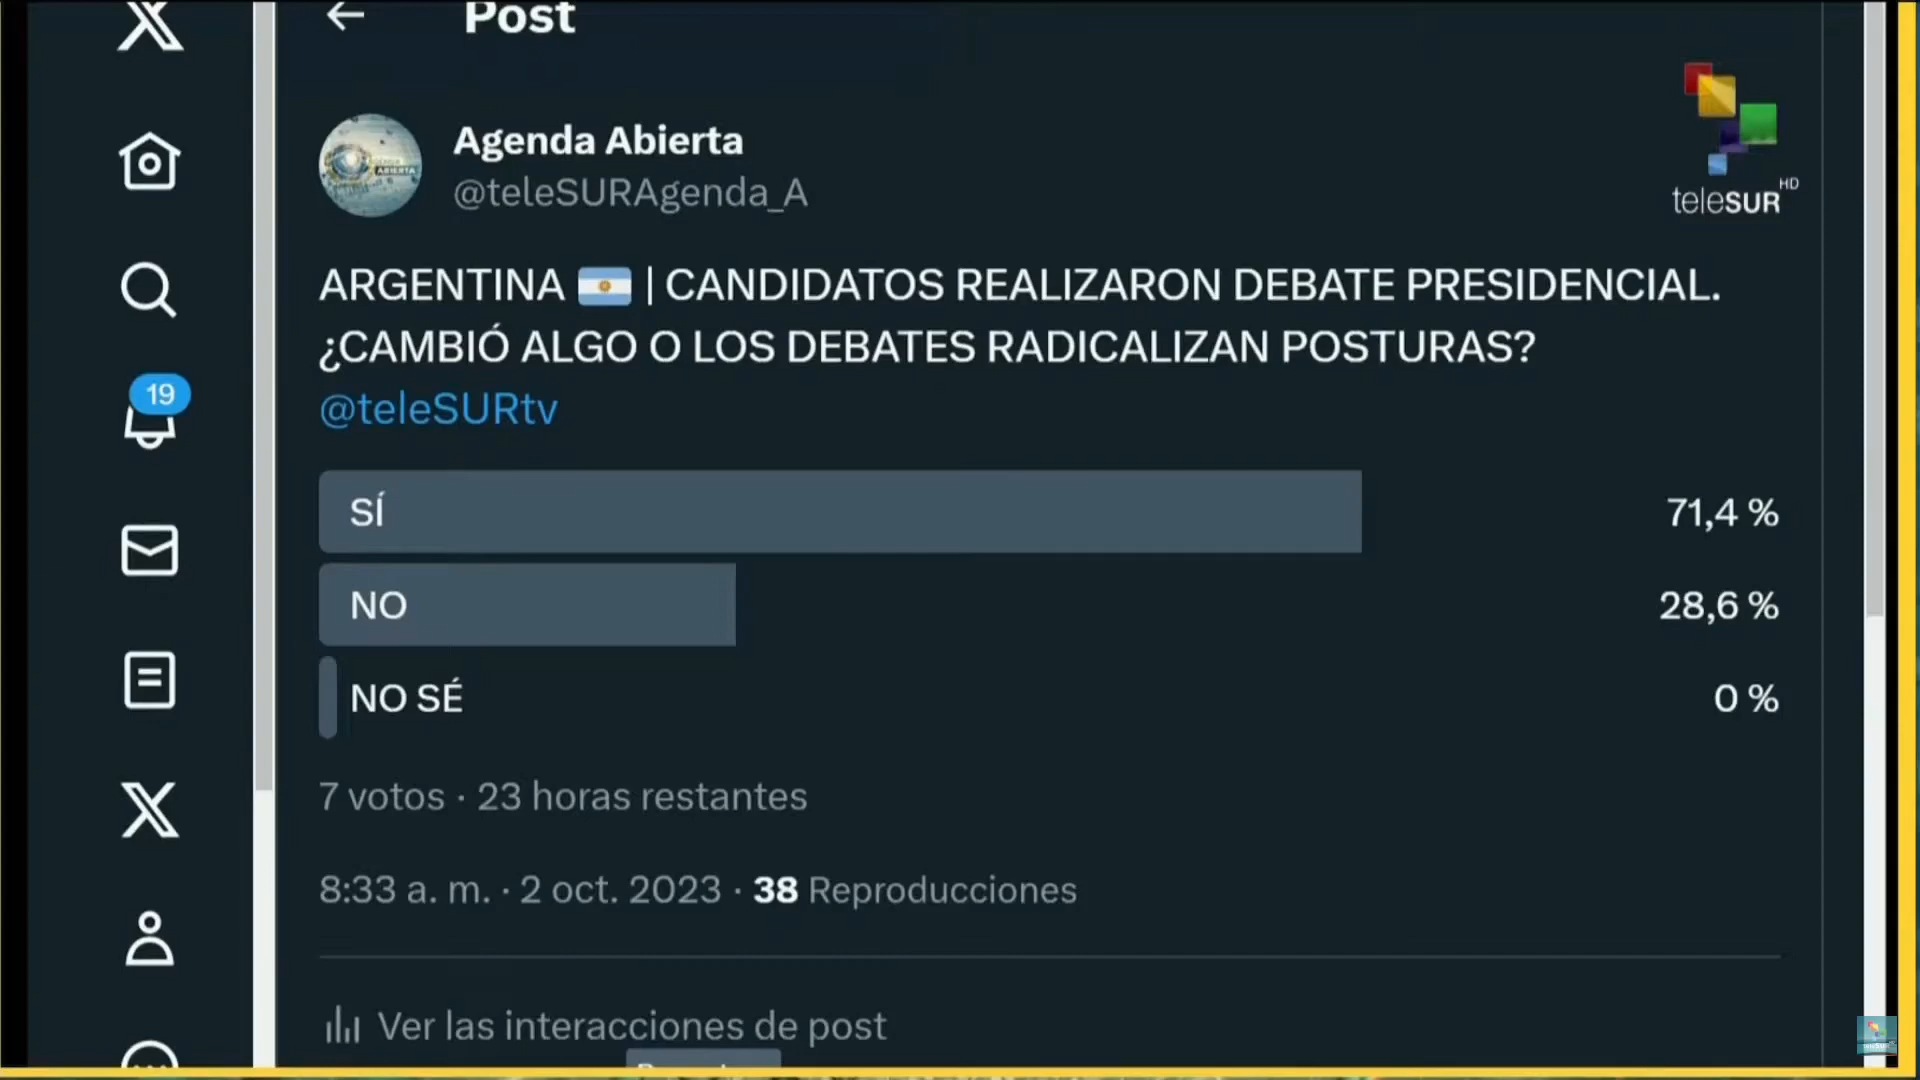 Post
Agenda Abierta
@teleSURAgenda_A
teleSUR HD
ARGENTINA 🇦🇷 | CANDIDATOS REALIZARON DEBATE PRESIDENCIAL.
¿CAMBIÓ ALGO O LOS DEBATES RADICALIZAN POSTURAS?
@teleSURtv
19
SÍ 71,4 %
NO 28,6 %
NO SÉ 0 %
7 votos · 23 horas restantes
8:33 a. m. · 2 oct. 2023 · 38 Reproducciones
Ver las interacciones de post